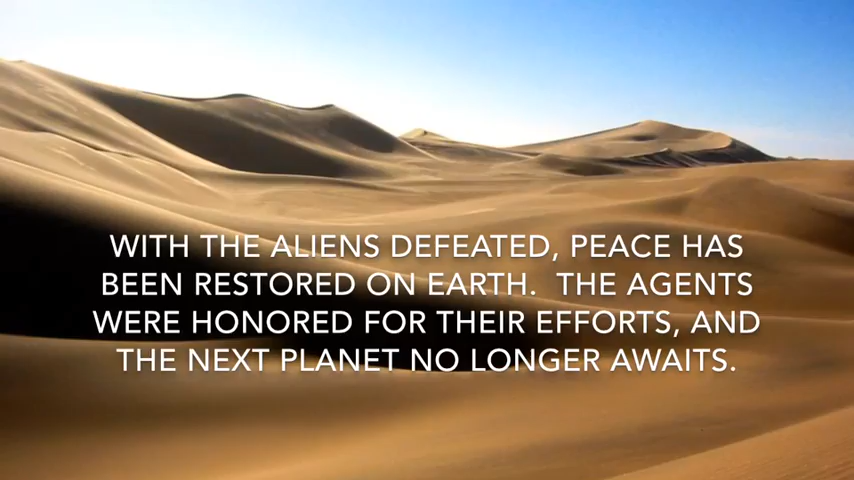 WITH THE ALIENS DEFEATED, PEACE HAS
BEEN RESTORED ON EARTH.  THE AGENTS
WERE HONORED FOR THEIR EFFORTS, AND
THE NEXT PLANET NO LONGER AWAITS.